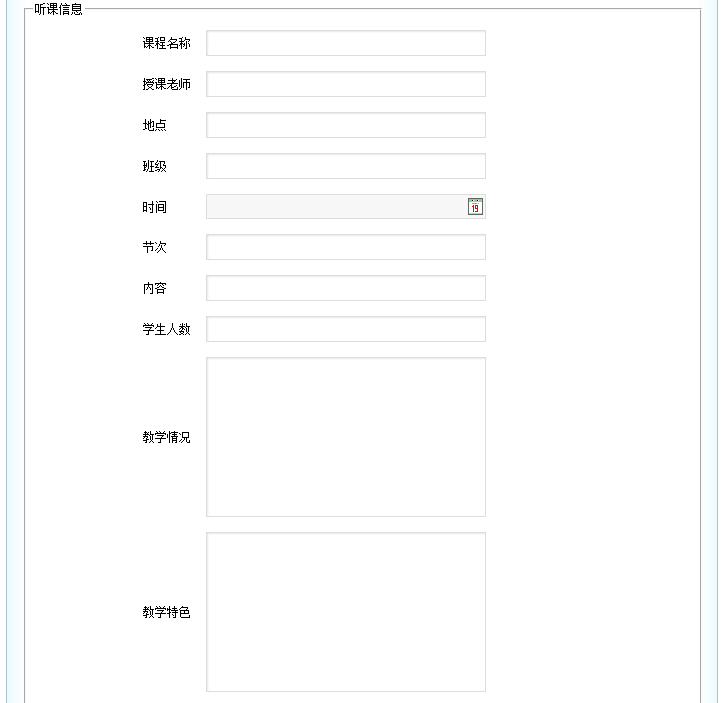 听课信息
课程名称
授课老师
地点
班级
时间
19
节次
内容
学生人数
教学情况
教学特色